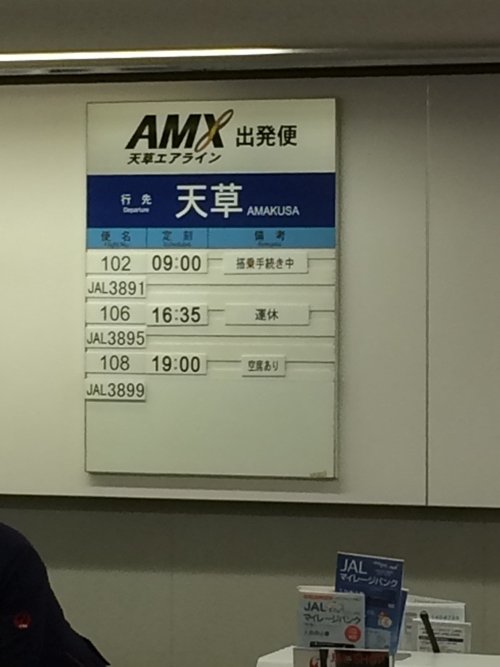 AMX 出発便
天草エアライン
行先 天草 AMAKUSA
Departure
便名 定刻 備考
102 09:00 搭乗手続き中
JAL3891
106 16:35 運休
JAL3895
108 19:00 空席あり
JAL3899
JAL
マイレージバンク
JAL
マイレージバンク